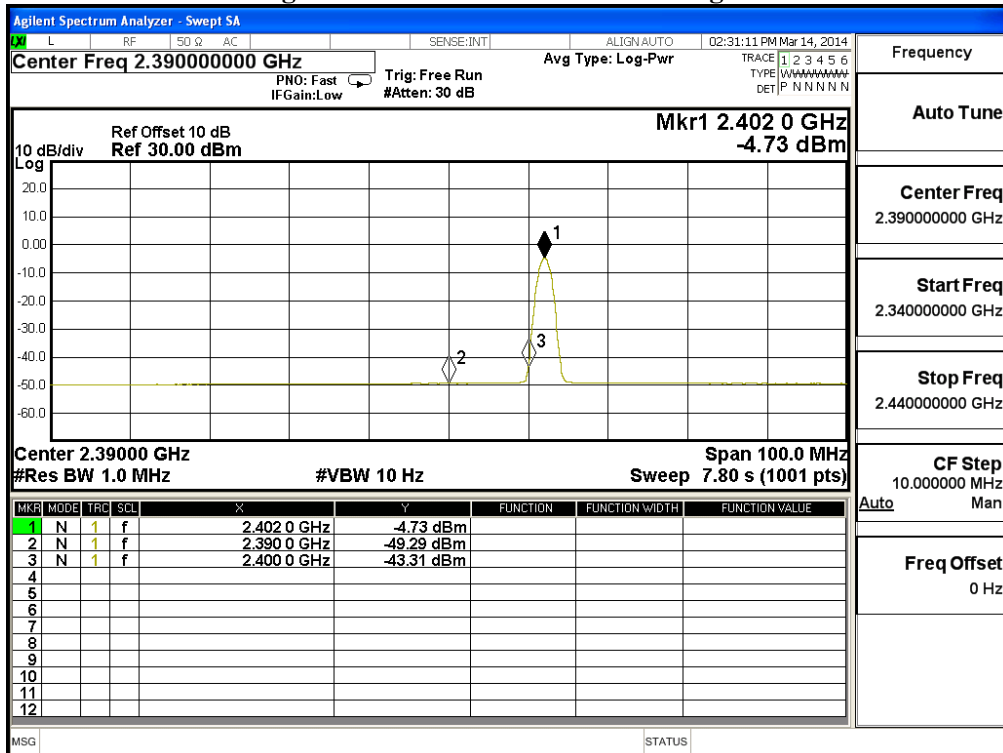 Agilent Spectrum Analyzer - Swept SA
LXI L RF 50 Ω AC SENSE:INT ALIGN AUTO 02:31:11 PM Mar 14, 2014
Center Freq 2.390000000 GHz Avg Type: Log-Pwr TRACE 1 2 3 4 5 6
PNO: Fast Trig: Free Run TYPE WWWWWW
IFGain:Low #Atten: 30 dB DET P N N N N N
Mkr1 2.402 0 GHz
Ref Offset 10 dB
10 dB/div Ref 30.00 dBm -4.73 dBm
Log
20.0
10.0
0.00
-10.0
-20.0
-30.0
-40.0
-50.0
-60.0
1
2
3
Center 2.39000 GHz Span 100.0 MHz
#Res BW 1.0 MHz #VBW 10 Hz Sweep 7.80 s (1001 pts)
MKR MODE TRC SCL X Y FUNCTION FUNCTION WIDTH FUNCTION VALUE
1 N 1 f 2.402 0 GHz -4.73 dBm
2 N 1 f 2.390 0 GHz -49.29 dBm
3 N 1 f 2.400 0 GHz -43.31 dBm
4
5
6
7
8
9
10
11
12
MSG STATUS
Frequency
Auto Tune
Center Freq
2.390000000 GHz
Start Freq
2.340000000 GHz
Stop Freq
2.440000000 GHz
CF Step
10.000000 MHz
Auto Man
Freq Offset
0 Hz